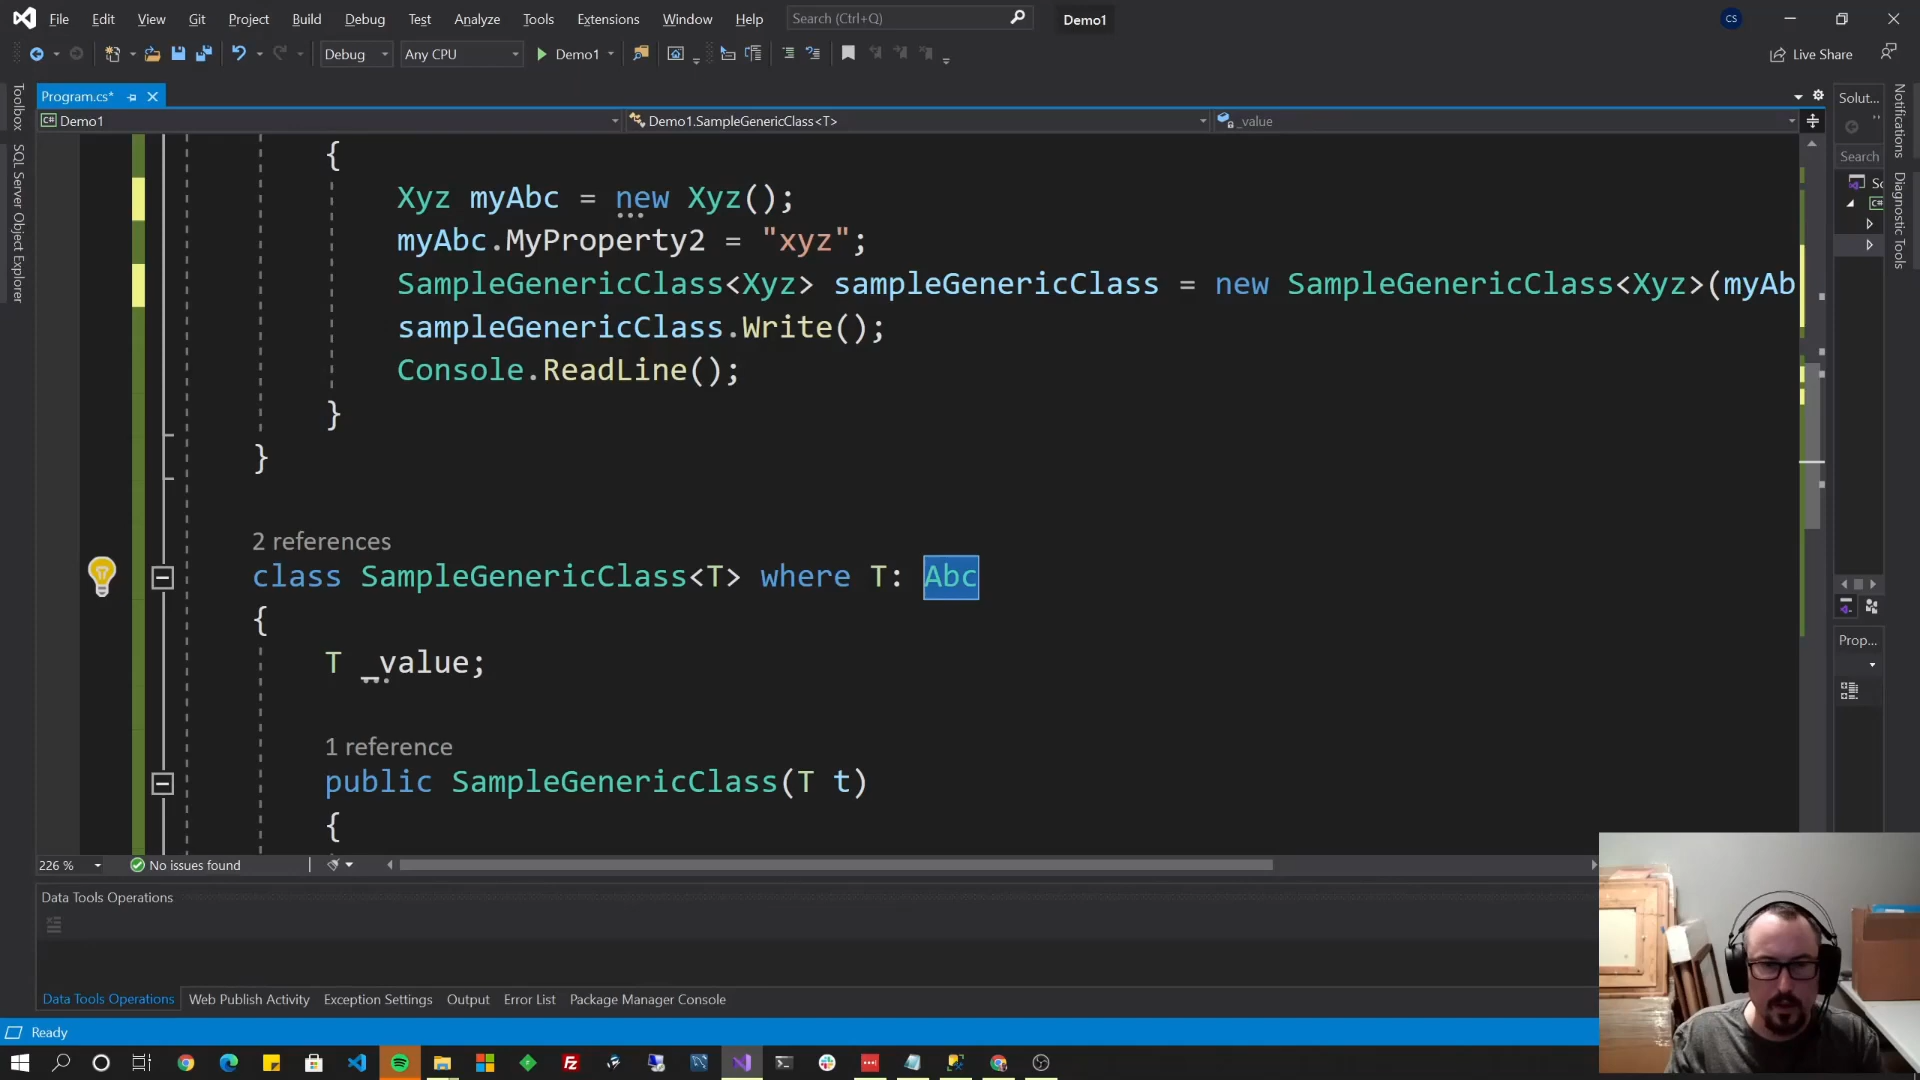 File Edit View Git Project Build Debug Test Analyze Tools Extensions Window Help Search (Ctrl+Q) Demo1 CS
Debug Any CPU Demo1 Live Share
Program.cs*
Demo1 Demo1.SampleGenericClass<T> _value
{
Xyz myAbc = new Xyz();
myAbc.MyProperty2 = "xyz";
SampleGenericClass<Xyz> sampleGenericClass = new SampleGenericClass<Xyz>(myAb
sampleGenericClass.Write();
Console.ReadLine();
}
}
2 references
class SampleGenericClass<T> where T: Abc
{
T _value;
1 reference
public SampleGenericClass(T t)
{
226 % No issues found
Data Tools Operations
Data Tools Operations Web Publish Activity Exception Settings Output Error List Package Manager Console
Ready
Toolbox
SQL Server Object Explorer
Solut...
Search
Sc
Prop...
Notifications
Diagnostic Tools